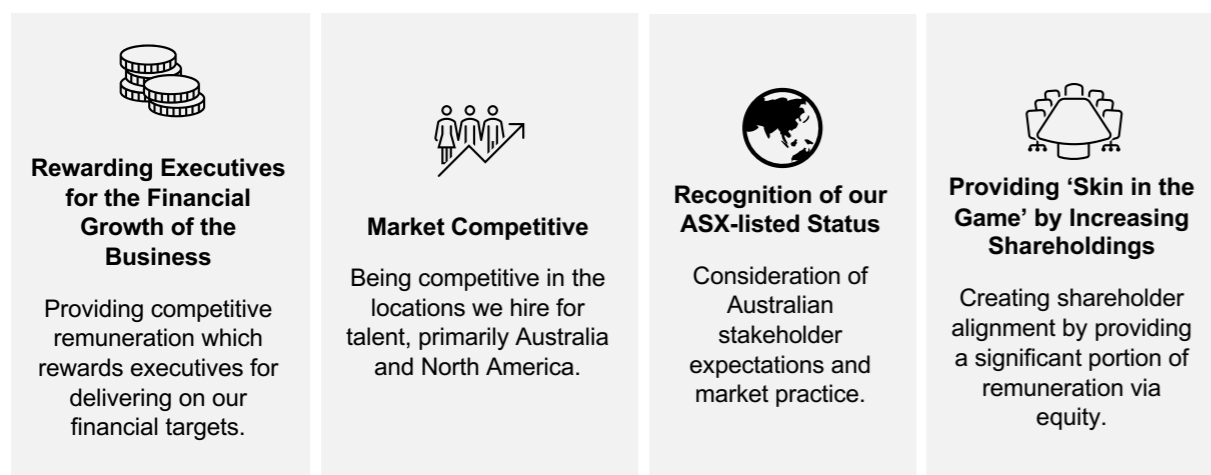 Rewarding Executives
for the Financial
Growth of the
Business
Providing competitive
remuneration which
rewards executives for
delivering on our
financial targets.
Market Competitive
Being competitive in the
locations we hire for
talent, primarily Australia
and North America.
Recognition of our
ASX-listed Status
Consideration of
Australian
stakeholder
expectations and
market practice.
Providing ‘Skin in the
Game’ by Increasing
Shareholdings
Creating shareholder
alignment by providing
a significant portion of
remuneration via
equity.